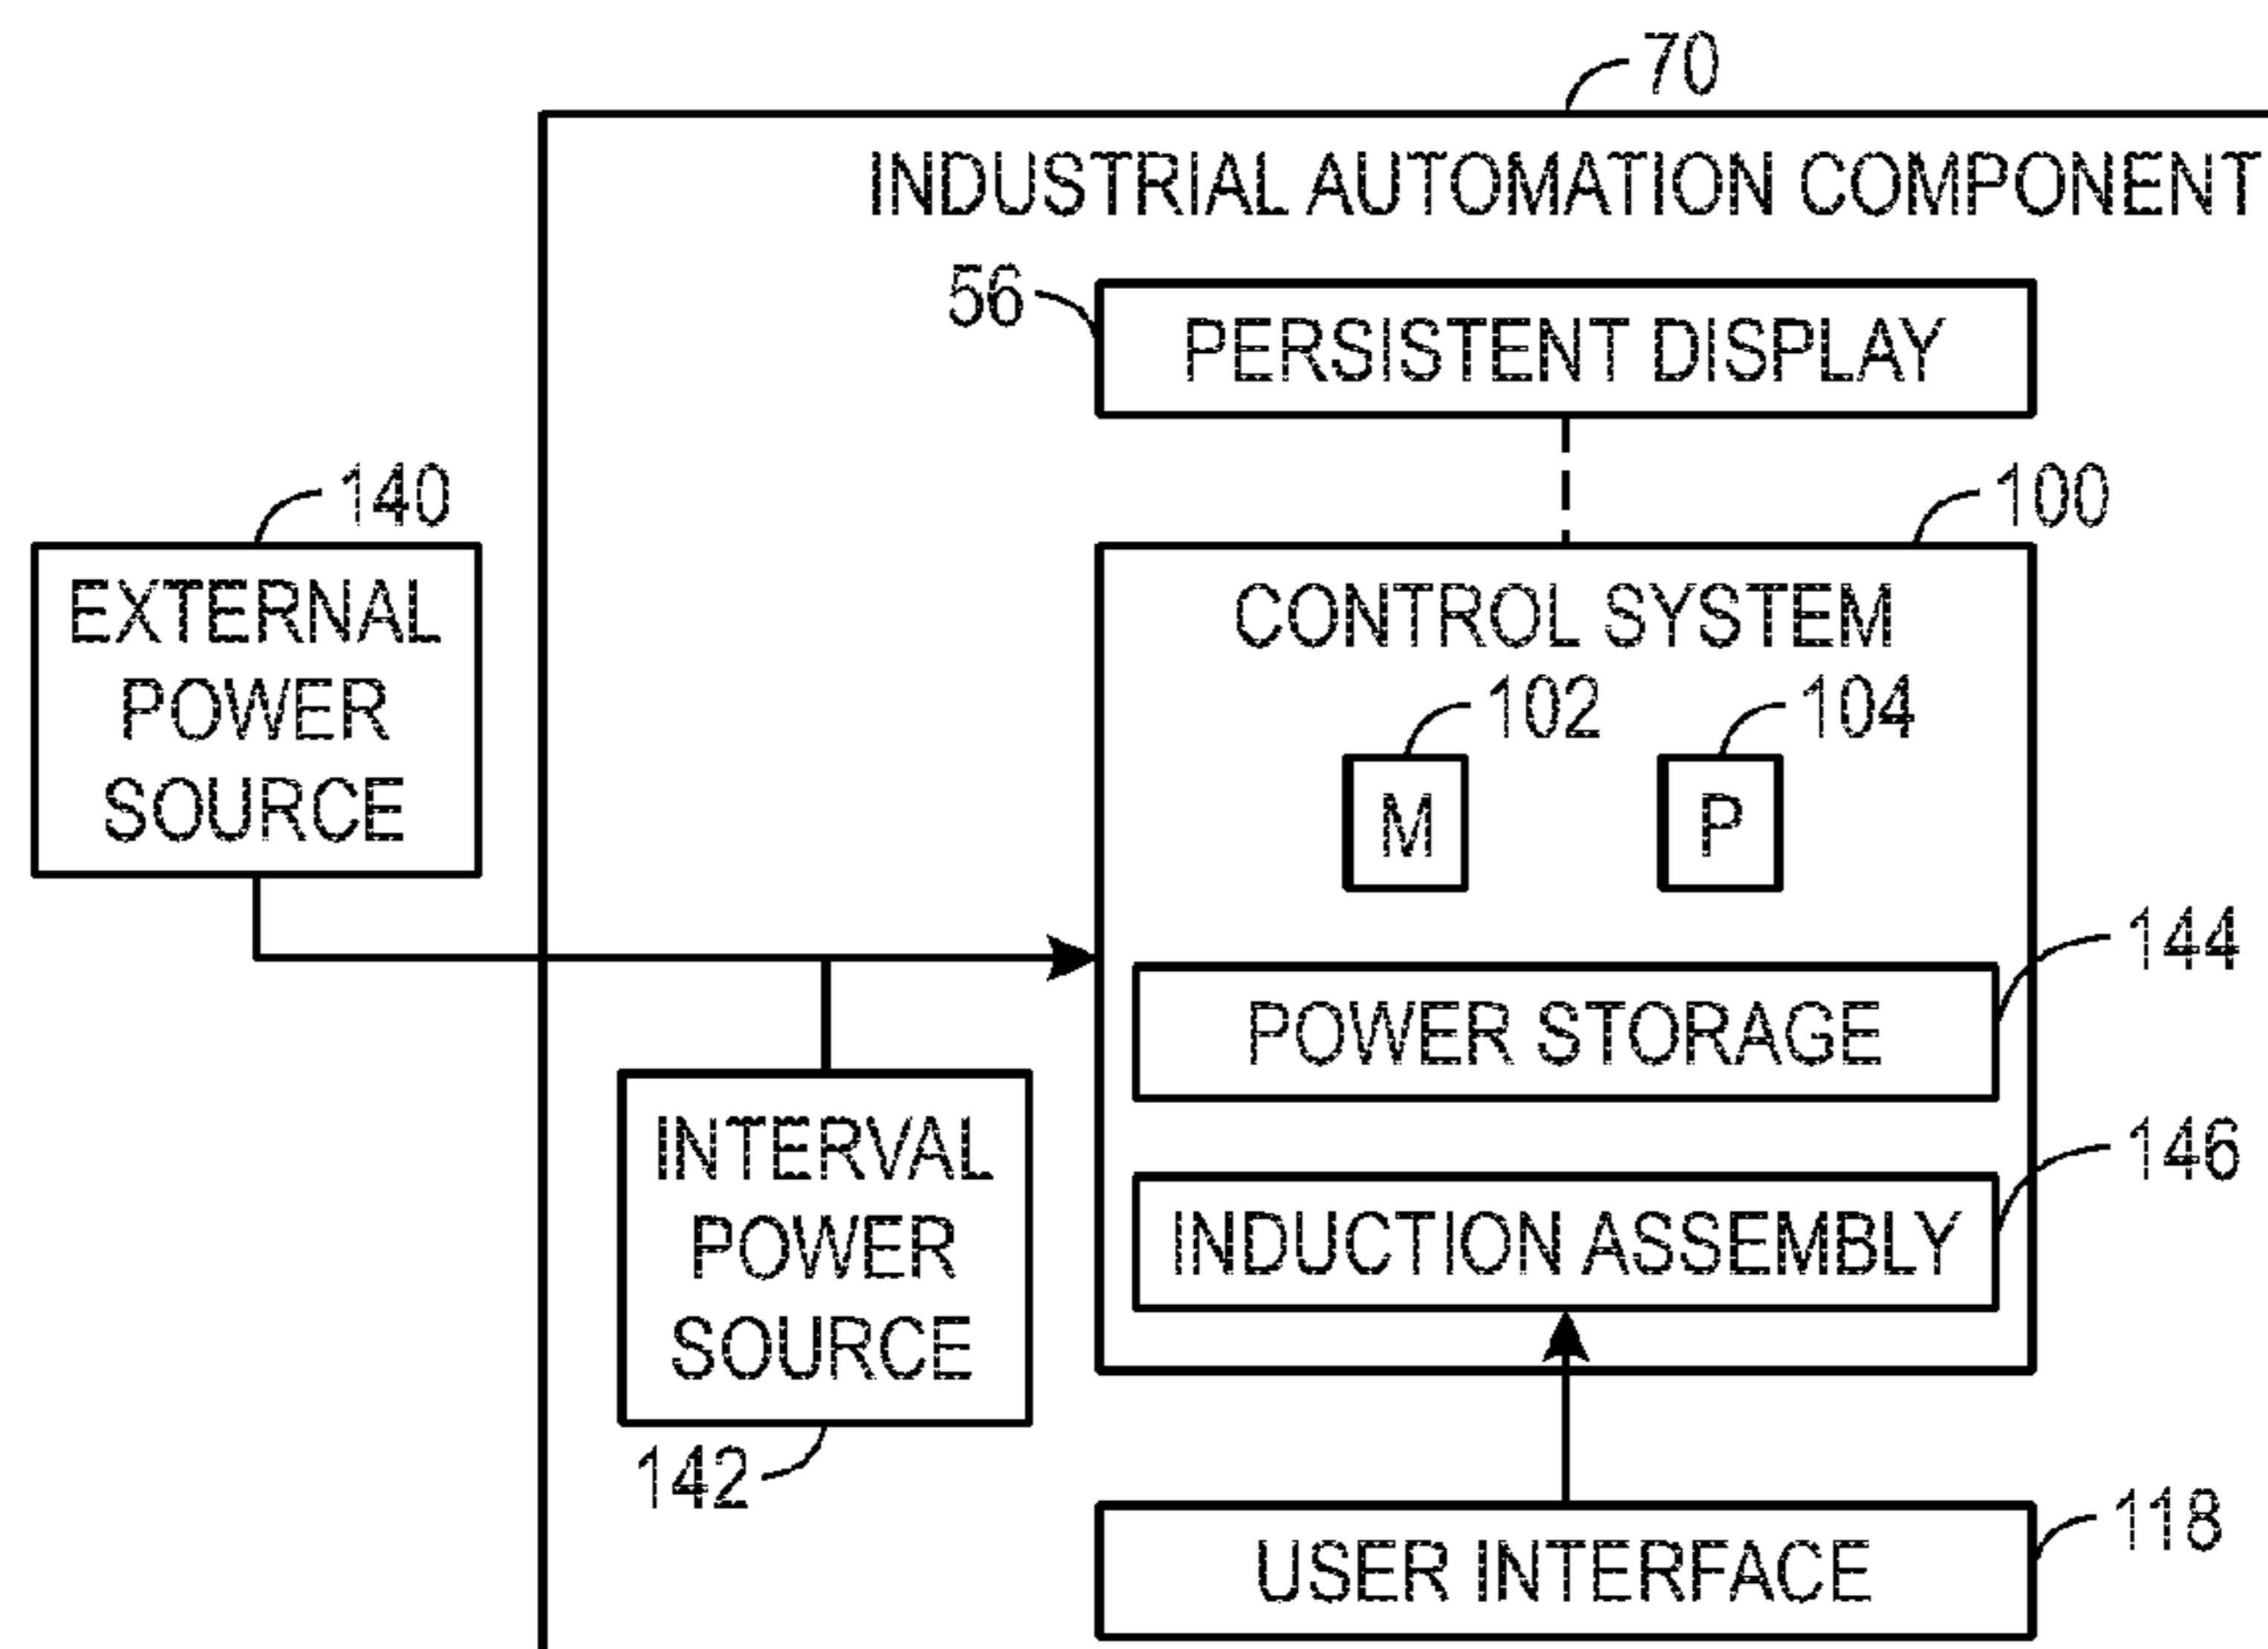 70
INDUSTRIAL AUTOMATION COMPONENT
56
PERSISTENT DISPLAY
140
100
EXTERNAL
POWER
SOURCE
CONTROL SYSTEM
102
104
M
P
144
POWER STORAGE
INTERVAL
POWER
SOURCE
146
INDUCTION ASSEMBLY
142
118
USER INTERFACE